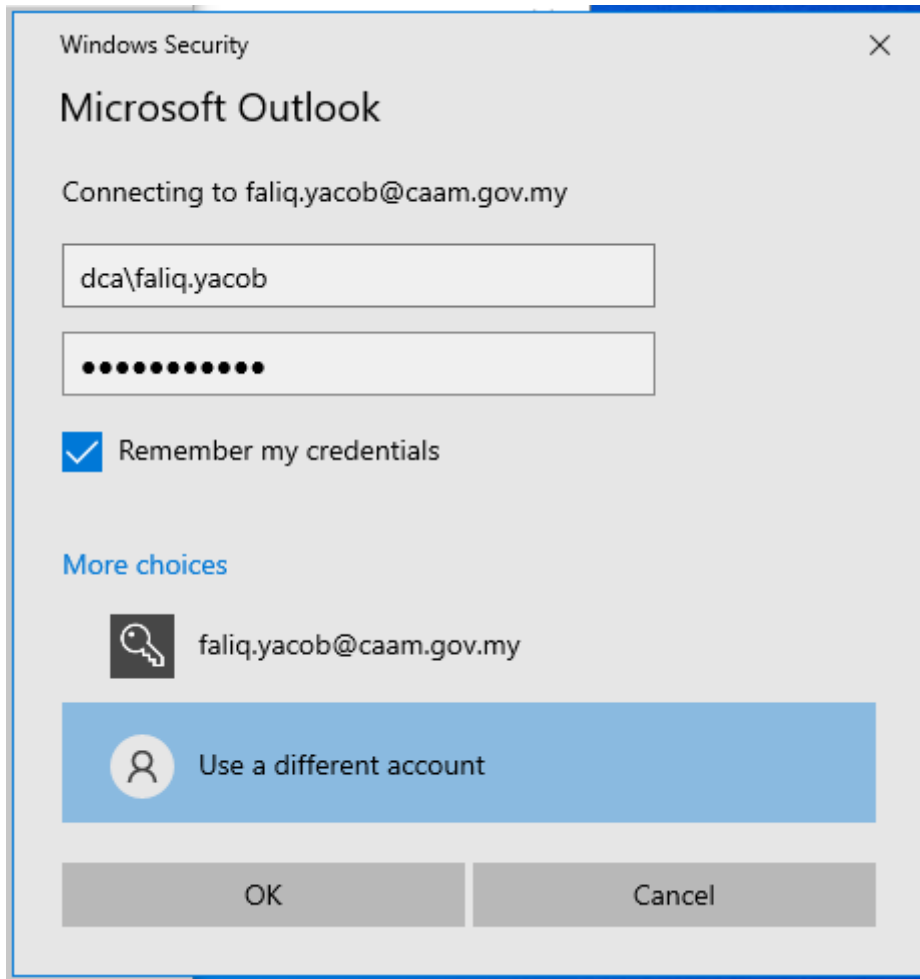 Windows Security
Microsoft Outlook
Connecting to faliq.yacob@caam.gov.my
dca\faliq.yacob
●●●●●●●●●●●
Remember my credentials
More choices
faliq.yacob@caam.gov.my
Use a different account
OK
Cancel